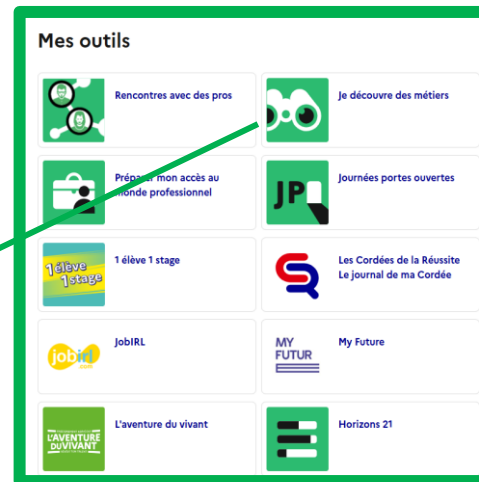 Mes outils
Rencontres avec des pros
Je découvre des métiers
Préparer mon accès au
monde professionnel
JP
Journées portes ouvertes
1 élève
1 stage
1 élève 1 stage
Les Cordées de la Réussite
Le journal de ma Cordée
jobirl
.com
JobIRL
MY
FUTUR
My Future
L'AVENTURE
DU VIVANT
L'aventure du vivant
Horizons 21